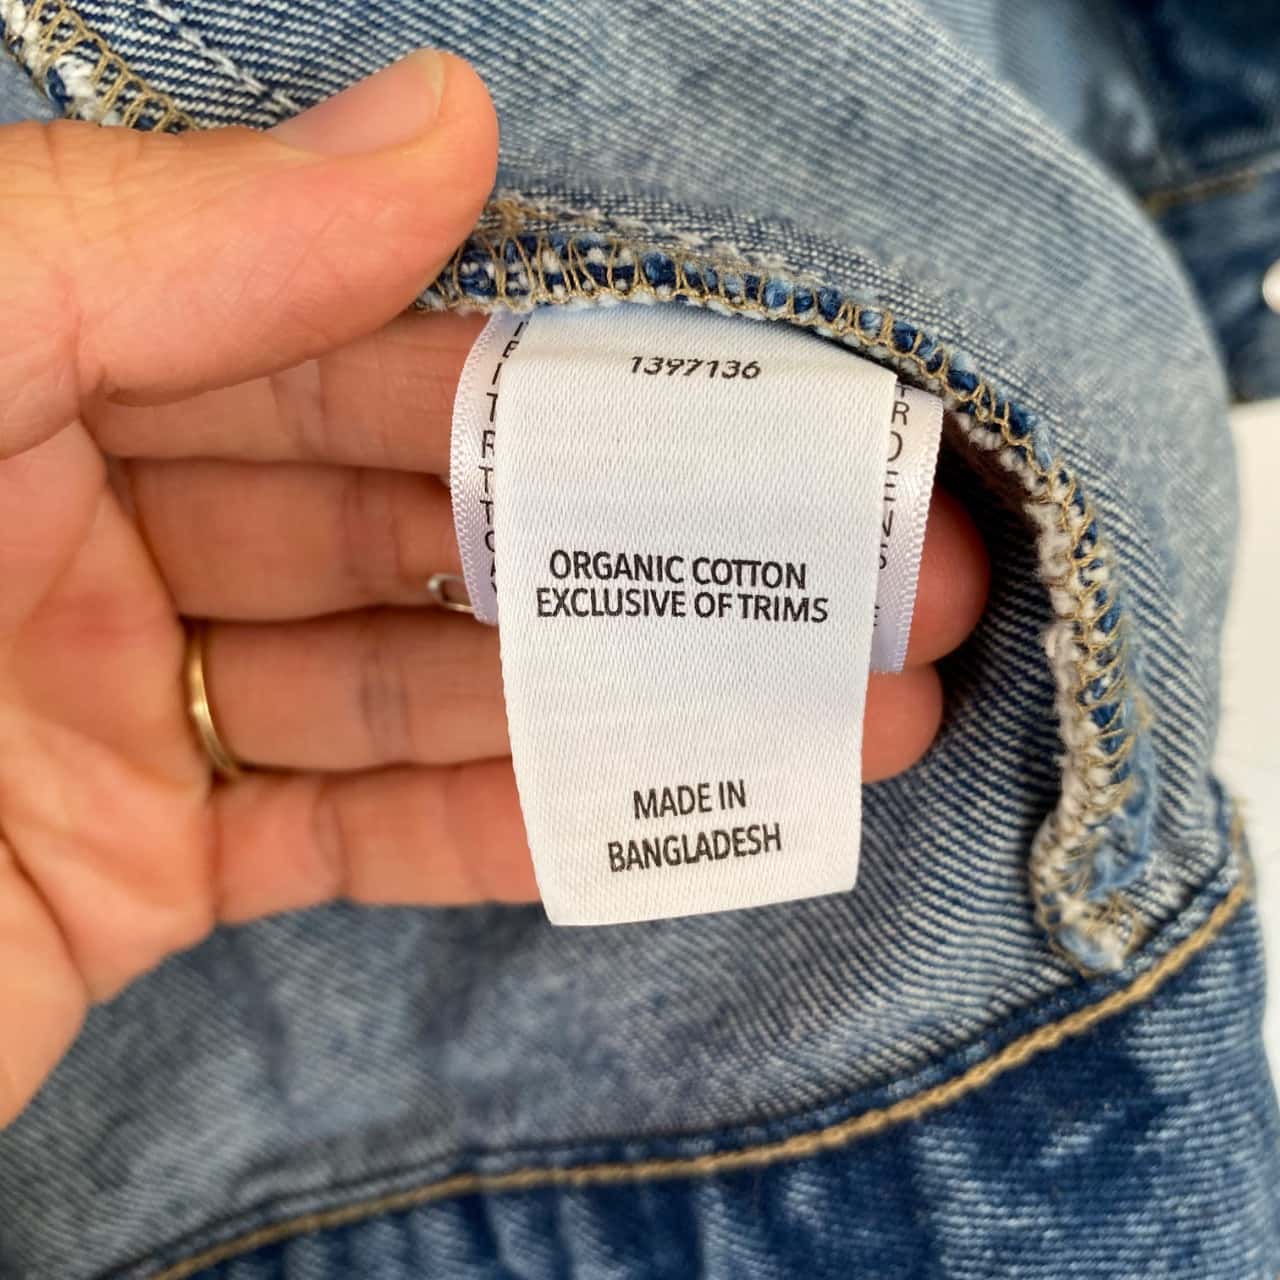 1397136
ORGANIC COTTON
EXCLUSIVE OF TRIMS
MADE IN
BANGLADESH